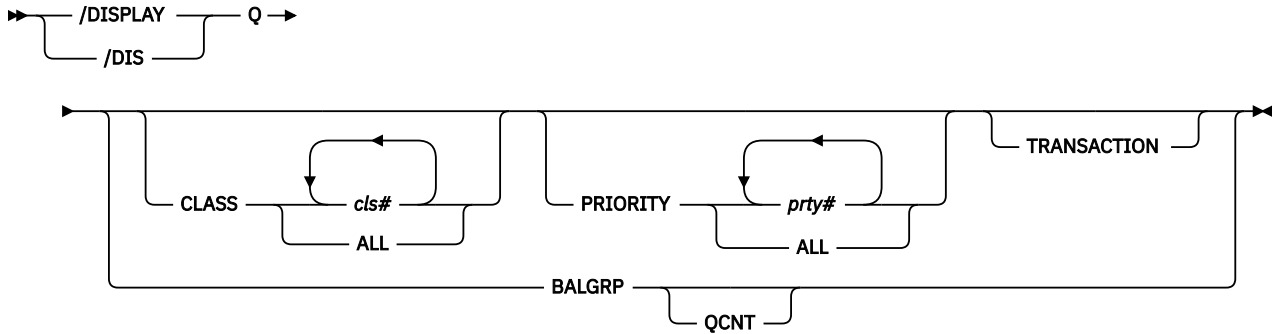 /DISPLAY Q
/DIS
TRANSACTION
CLASS cls# PRIORITY prty#
ALL ALL
BALGRP
QCNT